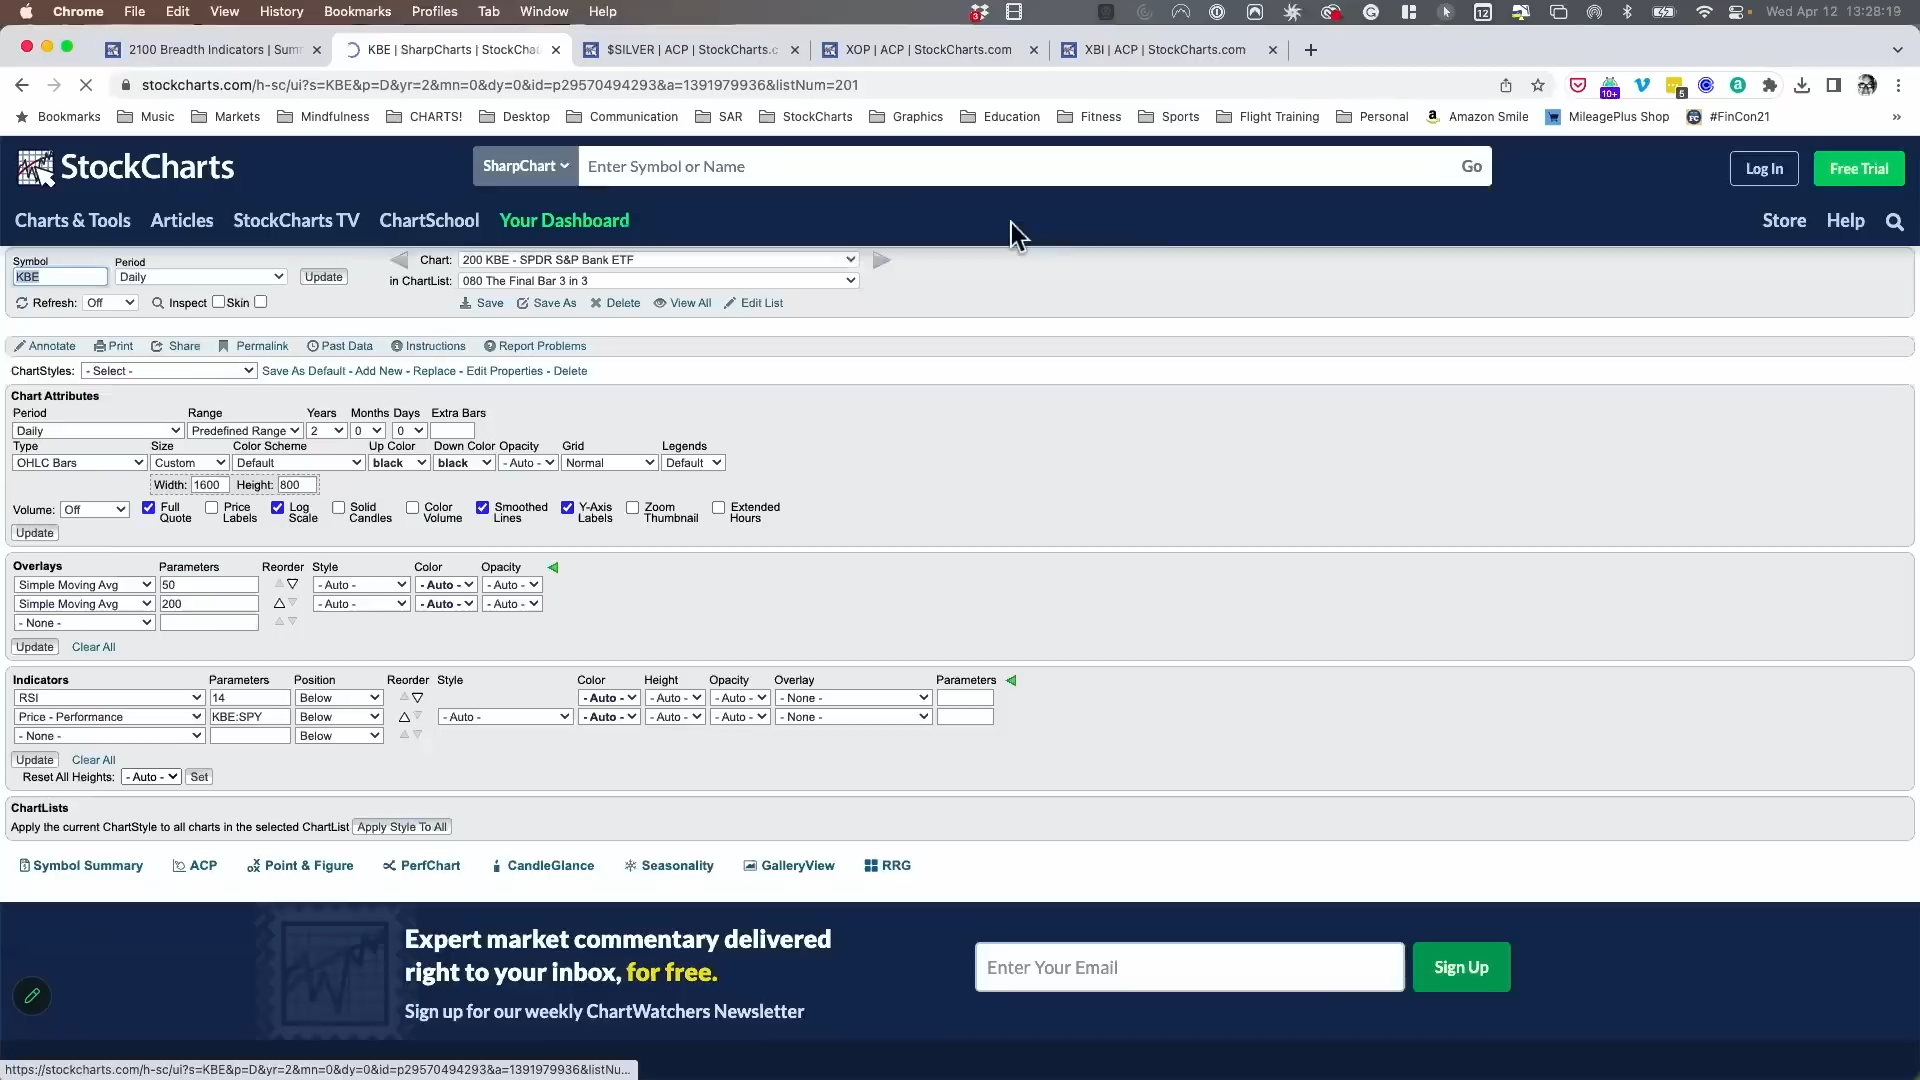 Chrome File Edit View History Bookmarks Profiles Tab Window Help 3 12 Wed Apr 12 13:28:19
2100 Breadth Indicators | Sum KBE | SharpCharts | StockCha $SILVER | ACP | StockCharts.c XOP | ACP | StockCharts.com XBI | ACP | StockCharts.com
stockcharts.com/h-sc/ui?s=KBE&p=D&yr=2&mn=0&dy=0&id=p29570494293&a=1391979936&listNum=201 10+ 5
Bookmarks Music Markets Mindfulness CHARTS! Desktop Communication SAR StockCharts Graphics Education Fitness Sports Flight Training Personal Amazon Smile MileagePlus Shop #FinCon21 »
StockCharts SharpChart Enter Symbol or Name Go Log In Free Trial
Charts & Tools Articles StockCharts TV ChartSchool Your Dashboard Store Help
Symbol Period Chart: 200 KBE - SPDR S&P Bank ETF
KBE Daily Update in ChartList: 080 The Final Bar 3 in 3
Refresh: Off Inspect Skin Save Save As Delete View All Edit List
Annotate Print Share Permalink Past Data Instructions Report Problems
ChartStyles: - Select - Save As Default - Add New - Replace - Edit Properties - Delete
Chart Attributes
Period Range Years Months Days Extra Bars
Daily Predefined Range 2 0 0
Type Size Color Scheme Up Color Down Color Opacity Grid Legends
OHLC Bars Custom Default black black - Auto - Normal Default
Width: 1600 Height: 800
Volume: Off Full Quote Price Labels Log Scale Solid Candles Color Volume Smoothed Lines Y-Axis Labels Zoom Thumbnail Extended Hours
Update
Overlays Parameters Reorder Style Color Opacity
Simple Moving Avg 50 - Auto - - Auto - - Auto -
Simple Moving Avg 200 - Auto - - Auto - - Auto -
- None -
Update Clear All
Indicators Parameters Position Reorder Style Color Height Opacity Overlay Parameters
RSI 14 Below - Auto - - Auto - - Auto - - None -
Price - Performance KBE:SPY Below - Auto - - Auto - - Auto - - Auto - - None -
- None - Below
Update Clear All
Reset All Heights: - Auto - Set
ChartLists
Apply the current ChartStyle to all charts in the selected ChartList Apply Style To All
Symbol Summary ACP Point & Figure PerfChart CandleGlance Seasonality GalleryView RRG
Expert market commentary delivered
right to your inbox, for free.
Enter Your Email Sign Up
Sign up for our weekly ChartWatchers Newsletter
https://stockcharts.com/h-sc/ui?s=KBE&p=D&yr=2&mn=0&dy=0&id=p29570494293&a=1391979936&listNu...